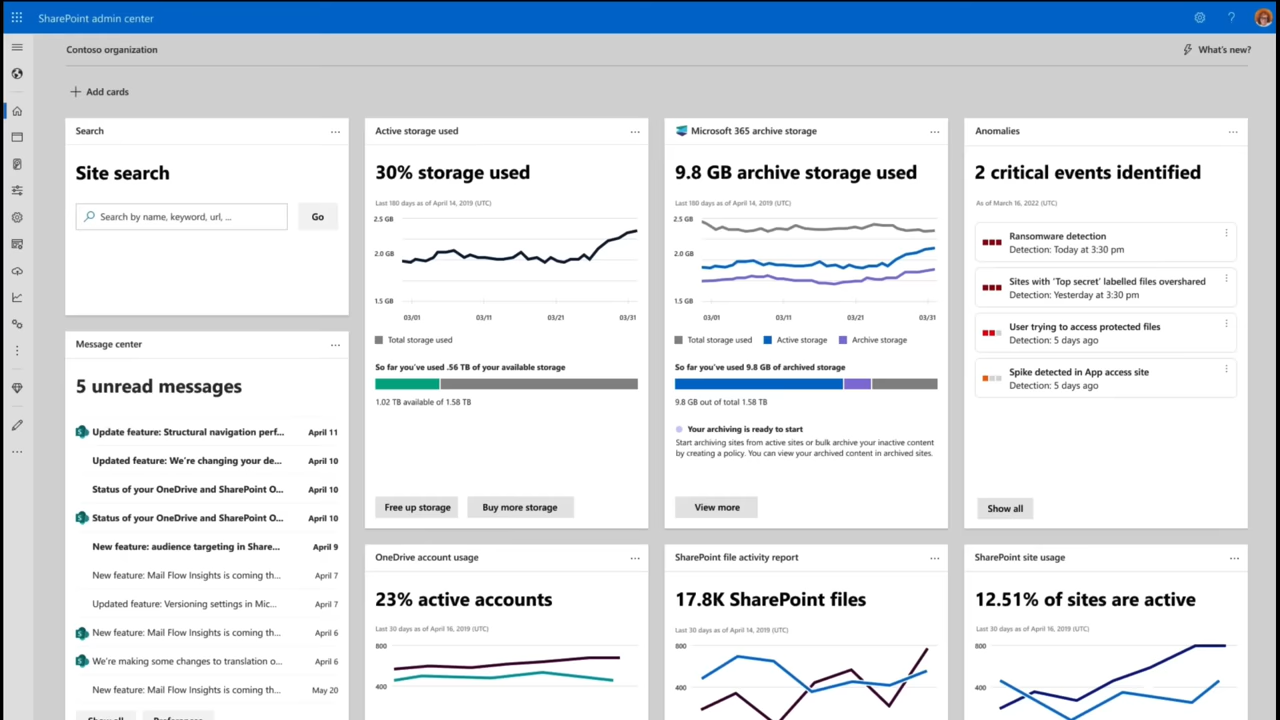 SharePoint admin center
?
Contoso organization
What's new?
Add cards
Search
Site search
Search by name, keyword, url, ...
Go
Message center
5 unread messages
Update feature: Structural navigation perf... April 11
Updated feature: We're changing your de... April 10
Status of your OneDrive and SharePoint O... April 10
Status of your OneDrive and SharePoint O... April 10
New feature: audience targeting in Share... April 9
New feature: Mail Flow Insights is coming th... April 7
Updated feature: Versioning settings in Mic... April 7
New feature: Mail Flow Insights is coming th... April 6
We're making some changes to translation o... April 6
New feature: Mail Flow Insights is coming th... May 20
Show all Preferences
Active storage used
30% storage used
Last 180 days as of April 14, 2019 (UTC)
2.5 GB
2.0 GB
1.5 GB
03/01 03/11 03/21 03/31
Total storage used
So far you've used .56 TB of your available storage
1.02 TB available of 1.58 TB
Free up storage Buy more storage
Microsoft 365 archive storage
9.8 GB archive storage used
Last 180 days as of April 14, 2019 (UTC)
2.5 GB
2.0 GB
1.5 GB
03/01 03/11 03/21 03/31
Total storage used Active storage Archive storage
So far you've used 9.8 GB of archived storage
9.8 GB out of total 1.58 TB
Your archiving is ready to start
Start archiving sites from active sites or bulk archive your inactive content
by creating a policy. You can view your archived content in archived sites.
View more
Anomalies
2 critical events identified
As of March 16, 2022 (UTC)
Ransomware detection
Detection: Today at 3:30 pm
Sites with 'Top secret' labelled files overshared
Detection: Yesterday at 3:30 pm
User trying to access protected files
Detection: 5 days ago
Spike detected in App access site
Detection: 5 days ago
Show all
OneDrive account usage
23% active accounts
Last 30 days as of April 16, 2019 (UTC)
800
400
SharePoint file activity report
17.8K SharePoint files
Last 30 days as of April 14, 2019 (UTC)
800
400
SharePoint site usage
12.51% of sites are active
Last 30 days as of April 16, 2019 (UTC)
800
400